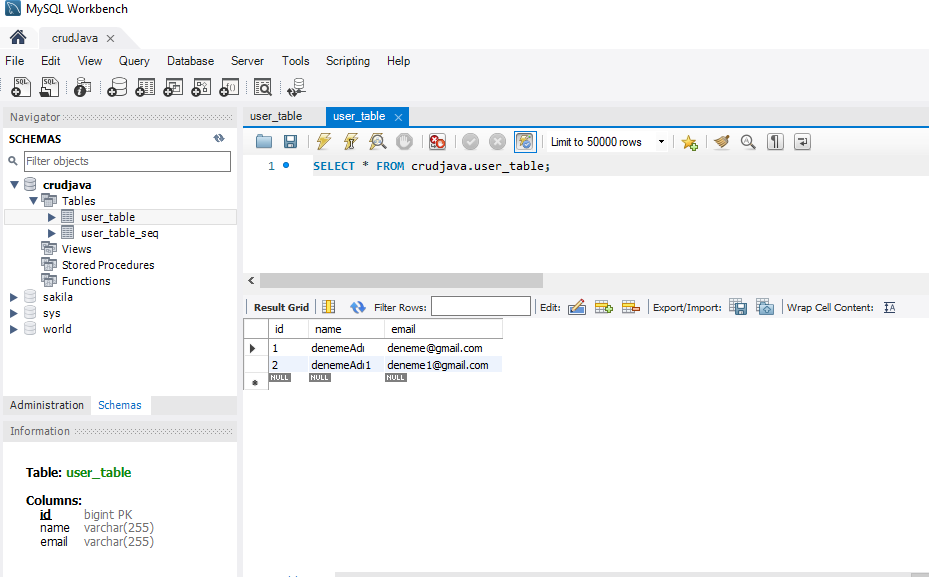 MySQL Workbench
crudJava
File Edit View Query Database Server Tools Scripting Help
Navigator
SCHEMAS
Filter objects
crudjava
Tables
user_table
user_table_seq
Views
Stored Procedures
Functions
sakila
sys
world
Administration Schemas
Information
Table: user_table
Columns:
id bigint PK
name varchar(255)
email varchar(255)
user_table user_table
Limit to 50000 rows
1 SELECT * FROM crudjava.user_table;
Result Grid Filter Rows: Edit: Export/Import: Wrap Cell Content:
id name email
1 denemeAdı deneme@gmail.com
2 denemeAdı1 deneme1@gmail.com
NULL NULL NULL